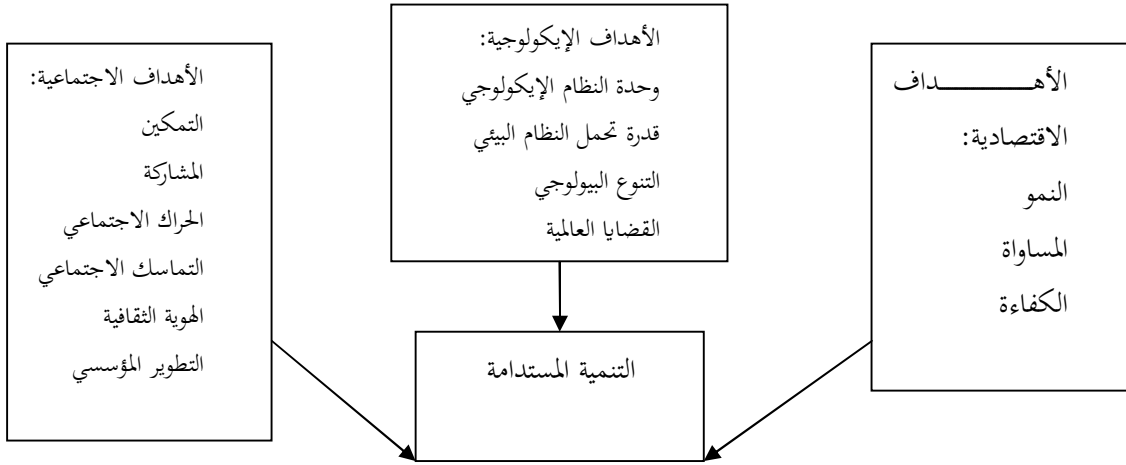 الأهـــــــــداف
الاقتصادية:
النمو
المساواة
الكفاءة
الأهداف الإيكولوجية:
وحدة النظام الإيكولوجي
قدرة تحمل النظام البيئي
التنوع البيولوجي
القضايا العالمية
الأهداف الاجتماعية:
التمكين
المشاركة
الحراك الاجتماعي
التماسك الاجتماعي
الهوية الثقافية
التطوير المؤسسي
التنمية المستدامة